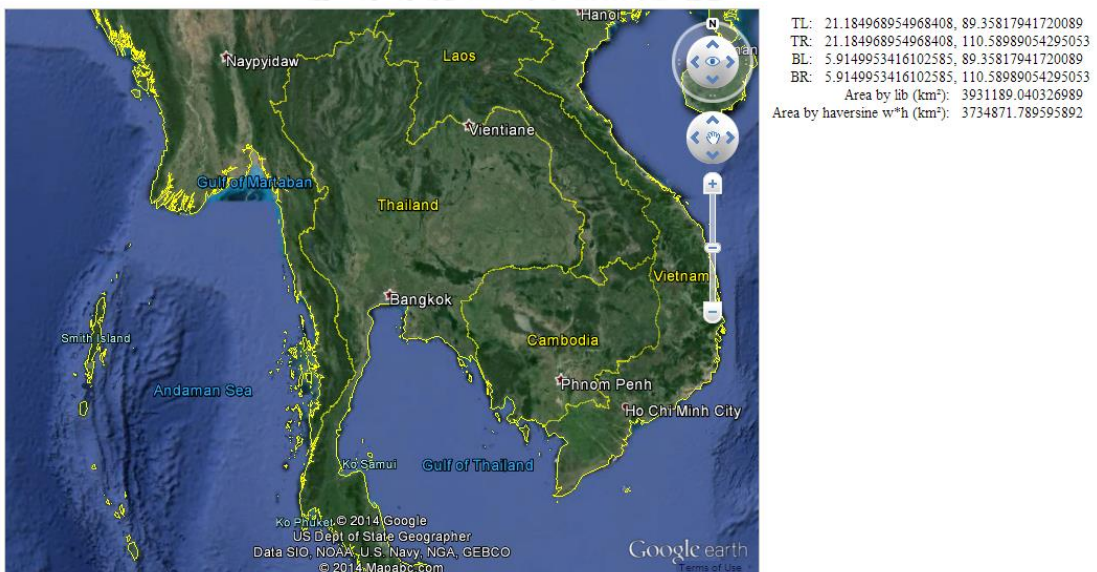 Hanoi
N
Naypyidaw
Laos
Vientiane
Gulf of Martaban
Thailand
Vietnam
Bangkok
Smith Island
Cambodia
Andaman Sea
Phnom Penh
Ho Chi Minh City
Ko Samui
Gulf of Thailand
Ko Phuket
© 2014 Google
US Dept of State Geographer
Data SIO, NOAA, U.S. Navy, NGA, GEBCO
© 2014 Mapabc.com
Google earth
Terms of Use
TL: 21.184968954968408, 89.35817941720089
TR: 21.184968954968408, 110.58989054295053
BL: 5.9149953416102585, 89.35817941720089
BR: 5.9149953416102585, 110.58989054295053
Area by lib (km²): 3931189.040326989
Area by haversine w*h (km²): 3734871.789595892